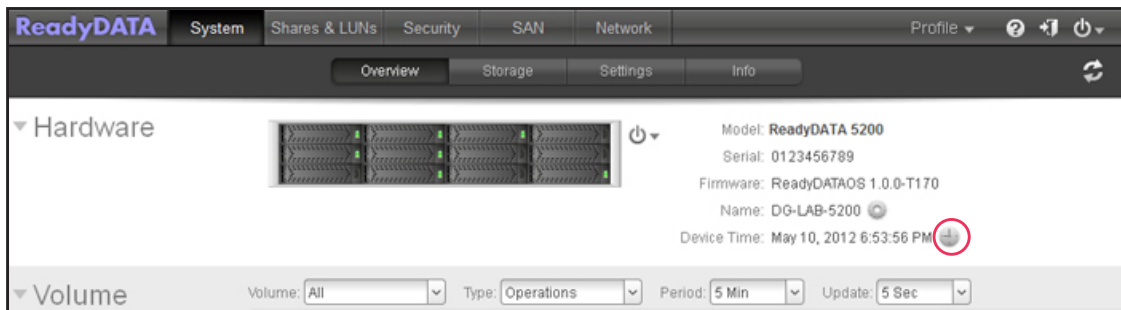 ReadyDATA System Shares & LUNs Security SAN Network Profile
Overview Storage Settings Info
Hardware
Model: ReadyDATA 5200
Serial: 0123456789
Firmware: ReadyDATAOS 1.0.0-T170
Name: DG-LAB-5200
Device Time: May 10, 2012 6:53:56 PM
Volume Volume: All Type: Operations Period: 5 Min Update: 5 Sec